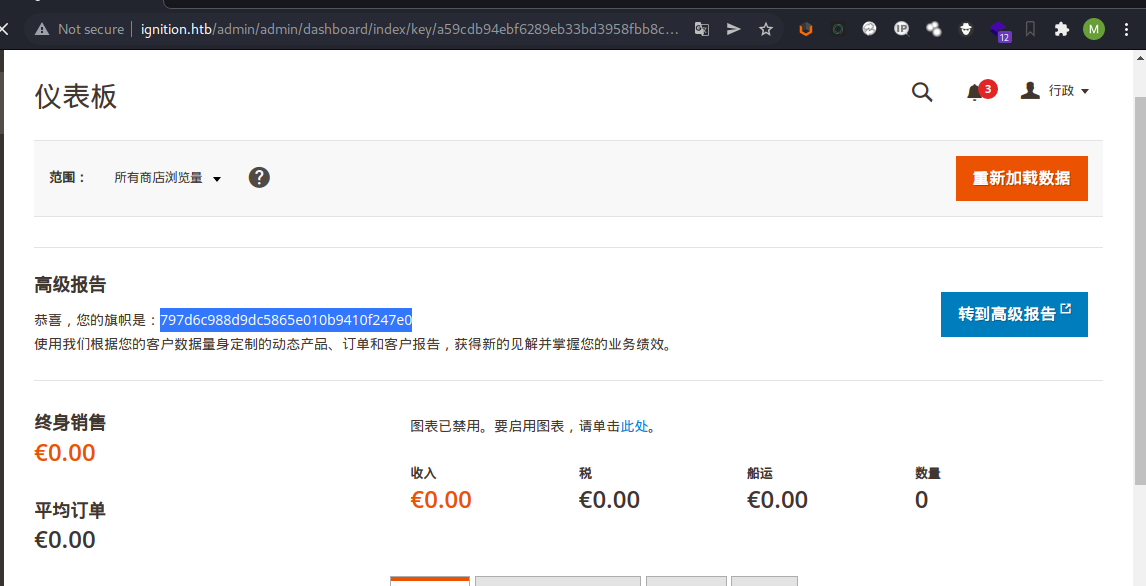 Not secure ignition.htb/admin/admin/dashboard/index/key/a59cdb94ebf6289eb33bd3958fbb8c...
IP
12
M
仪表板
3
行政
范围：
所有商店浏览量
?
重新加载数据
高级报告
恭喜，您的旗帜是：797d6c988d9dc5865e010b9410f247e0
使用我们根据您的客户数据量身定制的动态产品、订单和客户报告，获得新的见解并掌握您的业务绩效。
转到高级报告
终身销售
€0.00
平均订单
€0.00
图表已禁用。要启用图表，请单击此处。
收入 税 船运 数量
€0.00 €0.00 €0.00 0